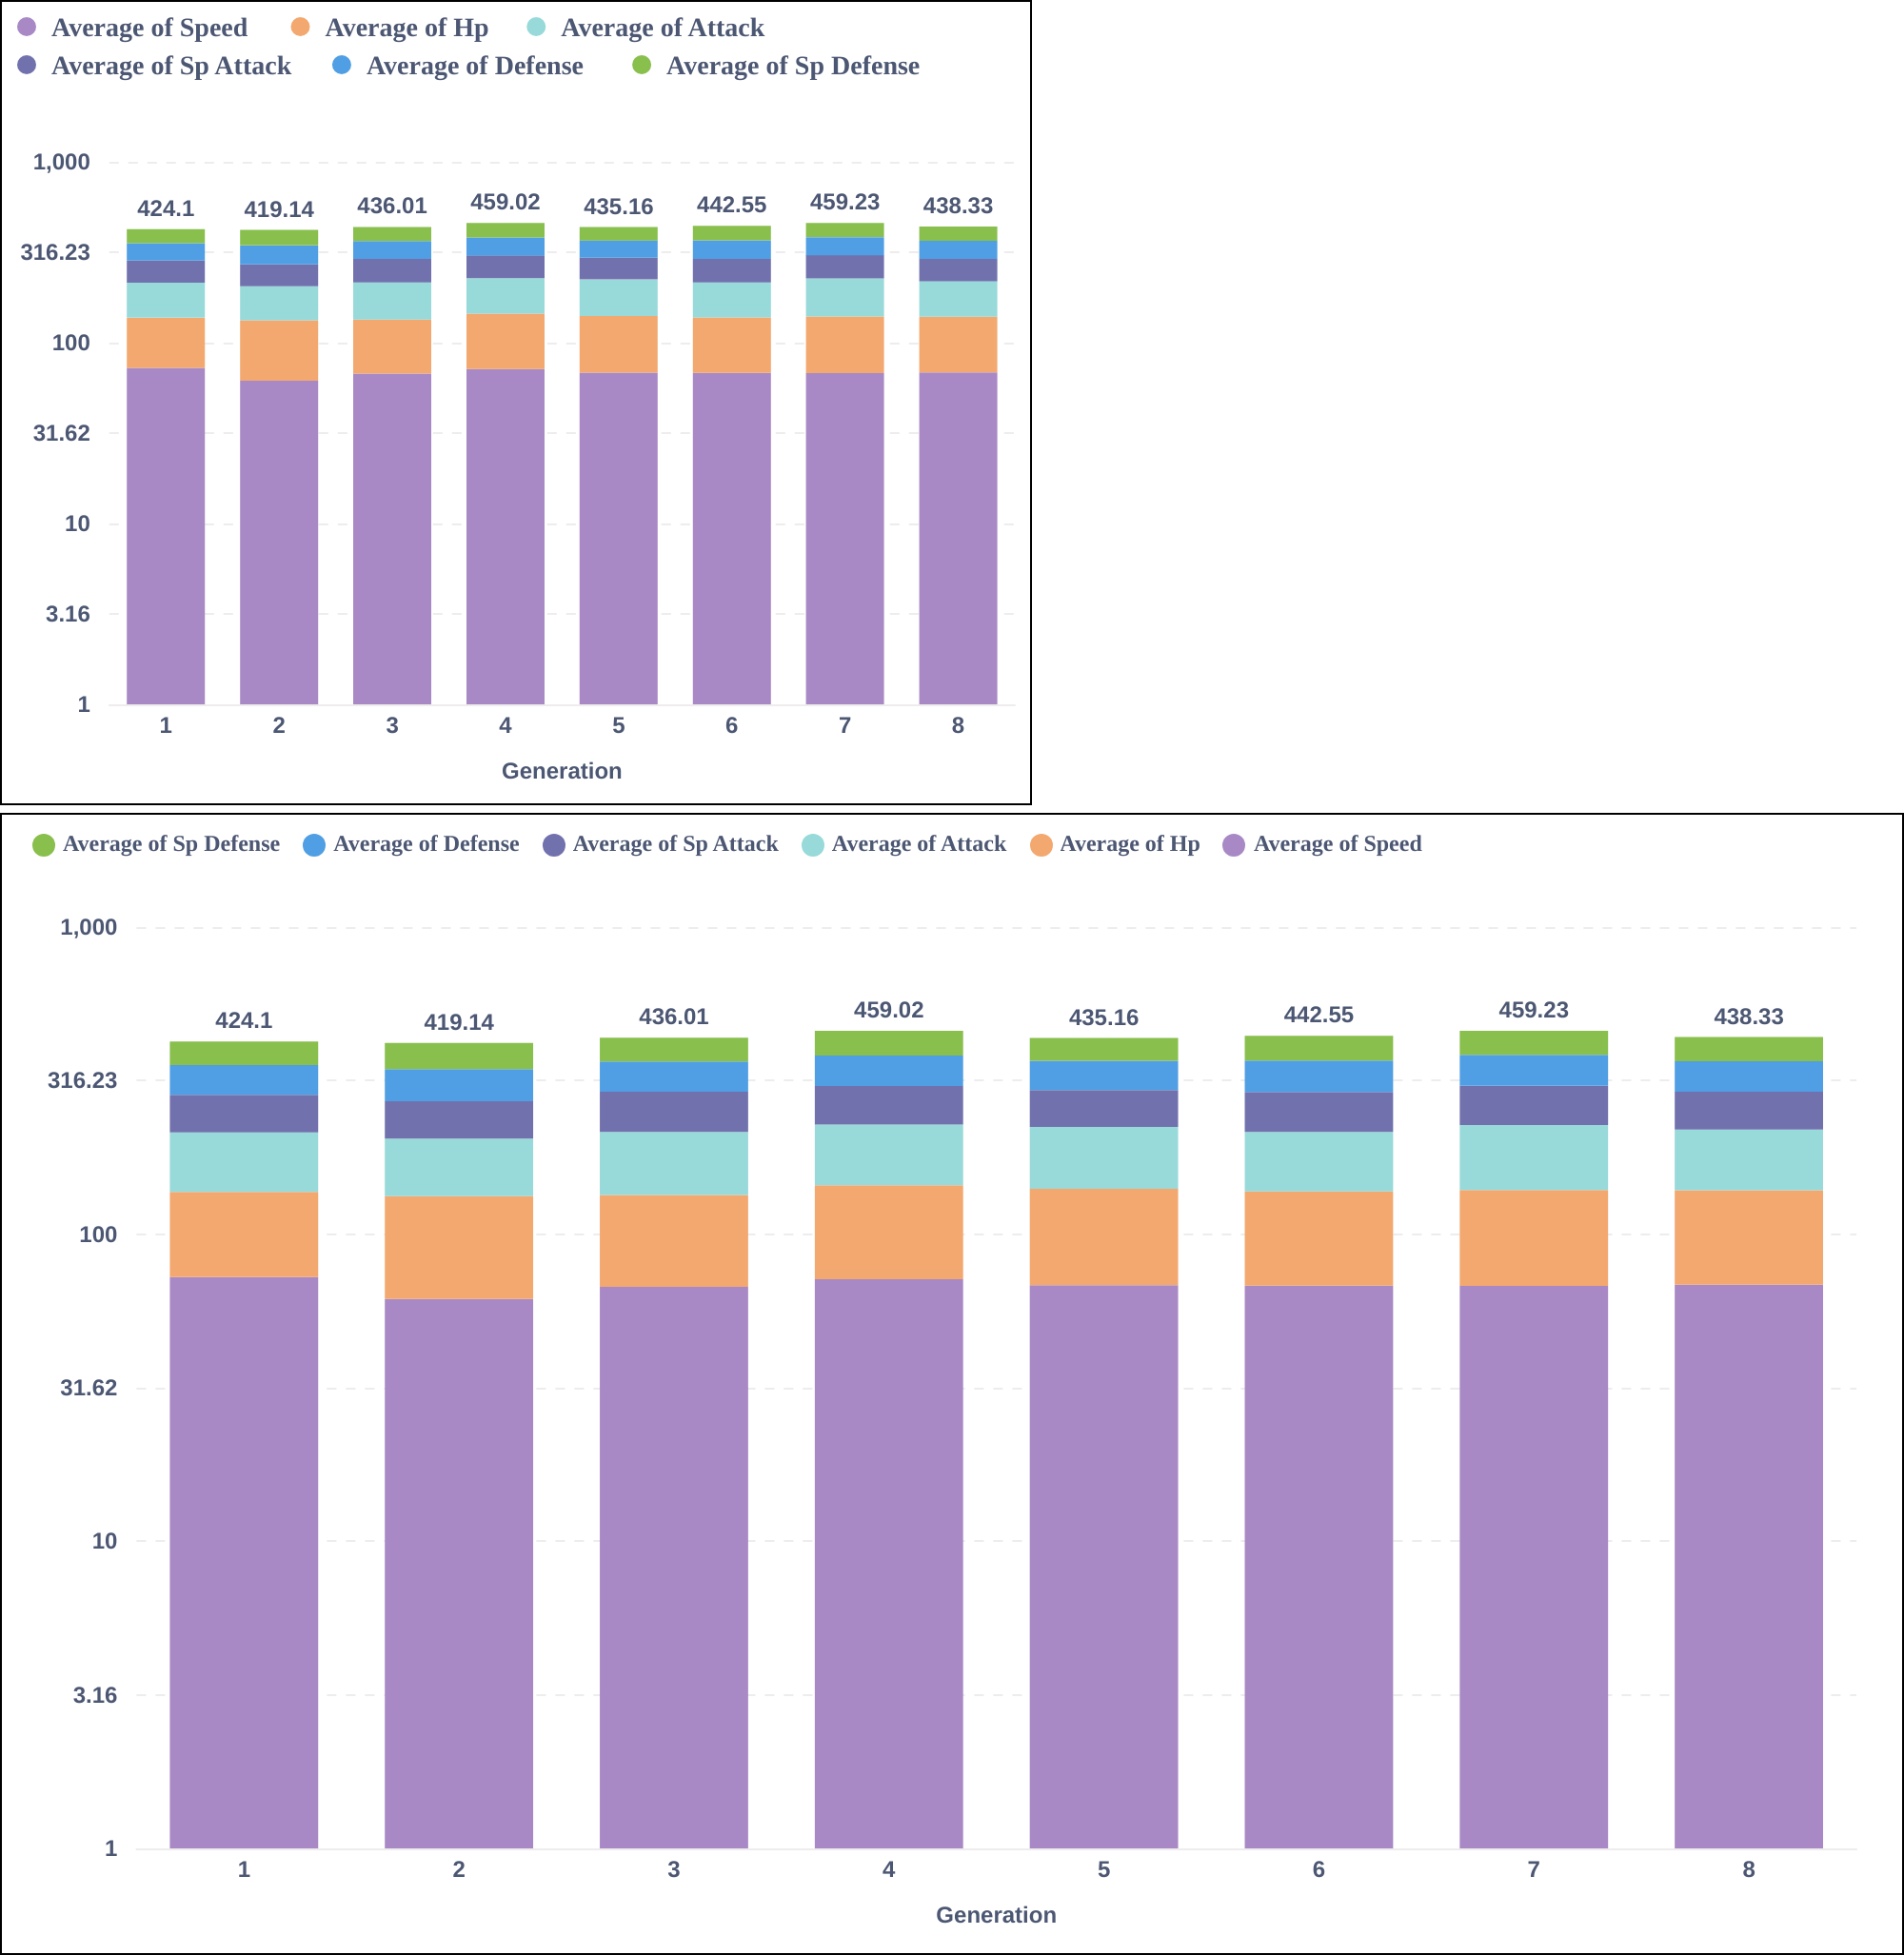 Average of Speed Average of Hp Average of Attack
Average of Sp Attack Average of Defense Average of Sp Defense
1,000
424.1 419.14 436.01 459.02 435.16 442.55 459.23 438.33
316.23
100
31.62
10
3.16
1
1 2 3 4 5 6 7 8
Generation
Average of Sp Defense Average of Defense Average of Sp Attack Average of Attack Average of Hp Average of Speed
1,000
424.1 419.14 436.01 459.02 435.16 442.55 459.23 438.33
316.23
100
31.62
10
3.16
1
1 2 3 4 5 6 7 8
Generation